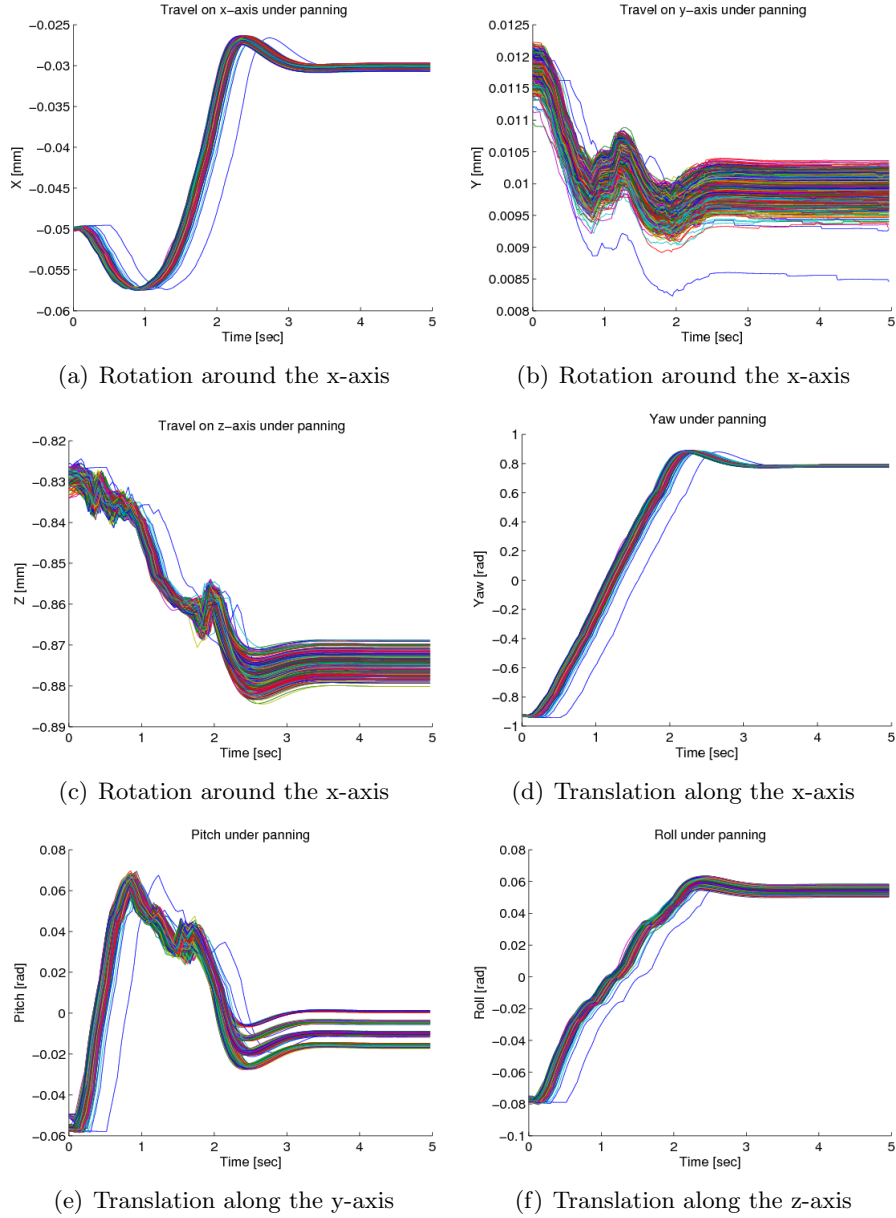 Travel on x-axis under panning
-0.025
-0.03
-0.035
-0.04
-0.045
-0.05
-0.055
-0.06
X [mm]
0 1 2 3 4 5
Time [sec]
(a) Rotation around the x-axis
Travel on y-axis under panning
0.0125
0.012
0.0115
0.011
0.0105
0.01
0.0095
0.009
0.0085
0.008
Y [mm]
0 1 2 3 4 5
Time [sec]
(b) Rotation around the x-axis
Travel on z-axis under panning
-0.82
-0.83
-0.84
-0.85
-0.86
-0.87
-0.88
-0.89
Z [mm]
0 1 2 3 4 5
Time [sec]
(c) Rotation around the x-axis
Yaw under panning
1
0.8
0.6
0.4
0.2
0
-0.2
-0.4
-0.6
-0.8
-1
Yaw [rad]
0 1 2 3 4 5
Time [sec]
(d) Translation along the x-axis
Pitch under panning
0.08
0.06
0.04
0.02
0
-0.02
-0.04
-0.06
Pitch [rad]
0 1 2 3 4 5
Time [sec]
(e) Translation along the y-axis
Roll under panning
0.08
0.06
0.04
0.02
0
-0.02
-0.04
-0.06
-0.08
-0.1
Roll [rad]
0 1 2 3 4 5
Time [sec]
(f) Translation along the z-axis